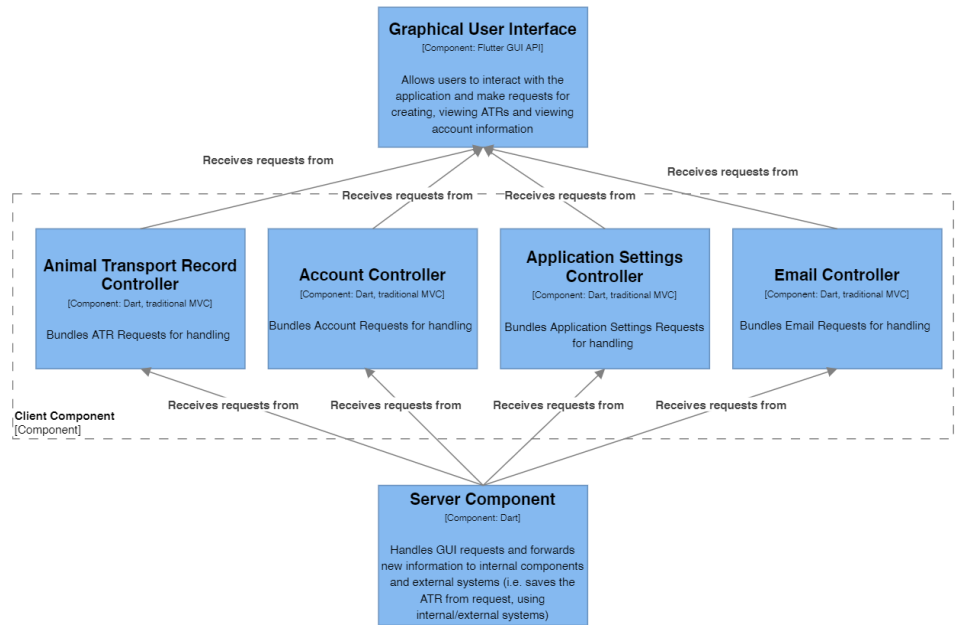 Graphical User Interface
[Component: Flutter GUI API]
Allows users to interact with the
application and make requests for
creating, viewing ATRs and viewing
account information
Receives requests from
Receives requests from
Receives requests from
Receives requests from
Animal Transport Record
Controller
[Component: Dart, traditional MVC]
Bundles ATR Requests for handling
Account Controller
[Component: Dart, traditional MVC]
Bundles Account Requests for handling
Application Settings
Controller
[Component: Dart, traditional MVC]
Bundles Application Settings Requests
for handling
Email Controller
[Component: Dart, traditional MVC]
Bundles Email Requests for handling
Receives requests from
Receives requests from
Receives requests from
Receives requests from
Client Component
[Component]
Server Component
[Component: Dart]
Handles GUI requests and forwards
new information to internal components
and external systems (i.e. saves the
ATR from request, using
internal/external systems)